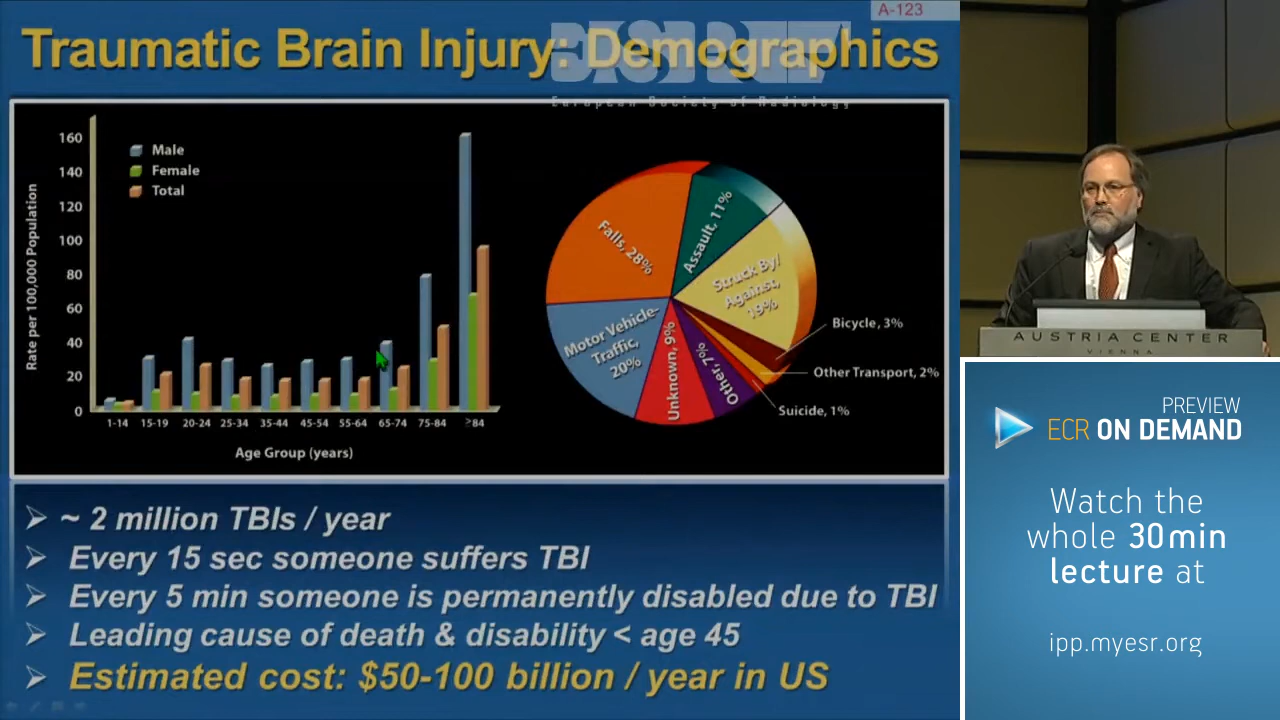 A-123
Traumatic Brain Injury: Demographics
European Society of Radiology
Rate per 100,000 Population
160
140
120
100
80
60
40
20
0
Male
Female
Total
1-14 15-19 20-24 25-34 35-44 45-54 55-64 65-74 75-84 ≥84
Age Group (years)
Falls, 28%
Assault, 11%
Struck By/
Against,
19%
Motor Vehicle-
Traffic,
20%
Unknown, 9%
Other, 7%
Bicycle, 3%
Other Transport, 2%
Suicide, 1%
➢ ~ 2 million TBIs / year
➢ Every 15 sec someone suffers TBI
➢ Every 5 min someone is permanently disabled due to TBI
➢ Leading cause of death & disability < age 45
➢ Estimated cost: $50-100 billion / year in US
AUSTRIA CENTER
VIENNA
PREVIEW
ECR ON DEMAND
Watch the
whole 30min
lecture at
ipp.myesr.org